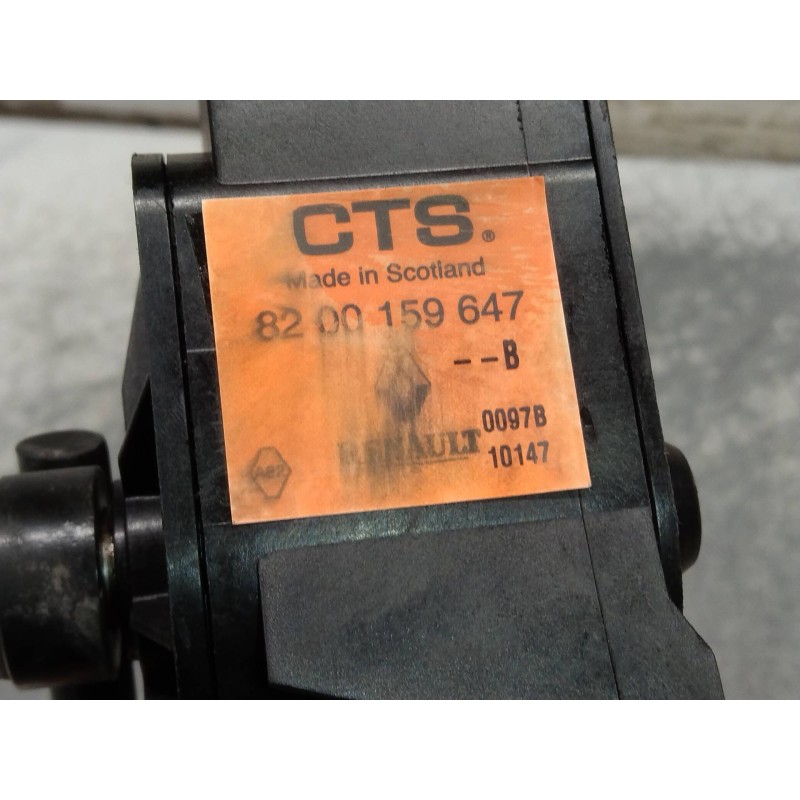 CTS®
Made in Scotland
82 00 159 647
--B
0097B
RENAULT
10147